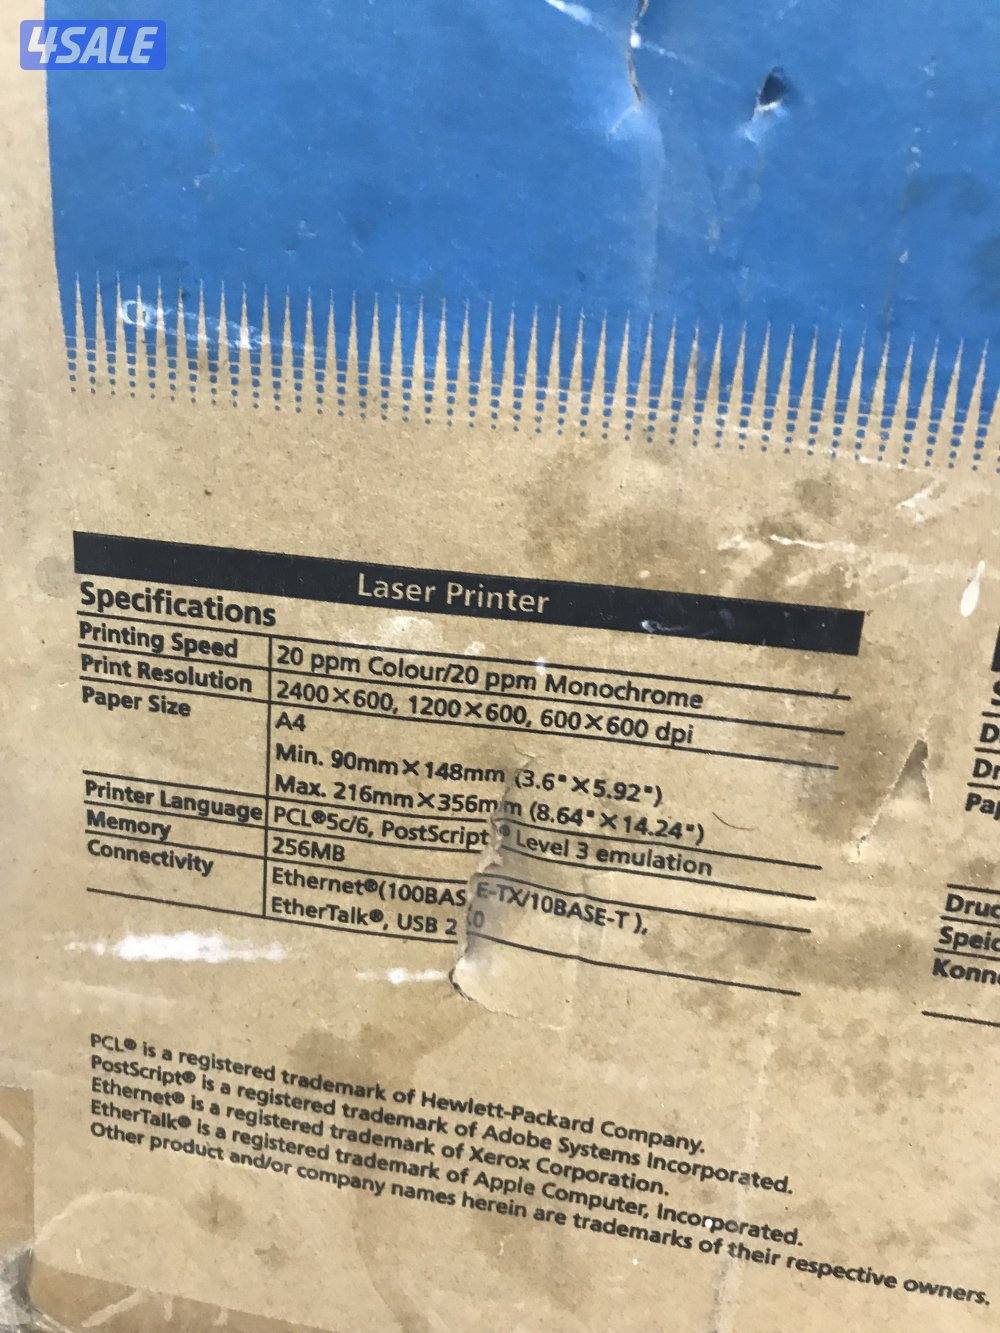 4SALE
Laser Printer
Specifications
Printing Speed 20 ppm Colour/20 ppm Monochrome
Print Resolution 2400×600, 1200×600, 600×600 dpi
Paper Size A4
Min. 90mm×148mm (3.6"×5.92")
Max. 216mm×356mm (8.64"×14.24")
Printer Language PCL®5c/6, PostScript® Level 3 emulation
Memory 256MB
Connectivity Ethernet®(100BASE-TX/10BASE-T),
EtherTalk®, USB 2.0
PCL® is a registered trademark of Hewlett-Packard Company.
PostScript® is a registered trademark of Adobe Systems Incorporated.
Ethernet® is a registered trademark of Xerox Corporation.
EtherTalk® is a registered trademark of Apple Computer, Incorporated.
Other product and/or company names herein are trademarks of their respective owners.